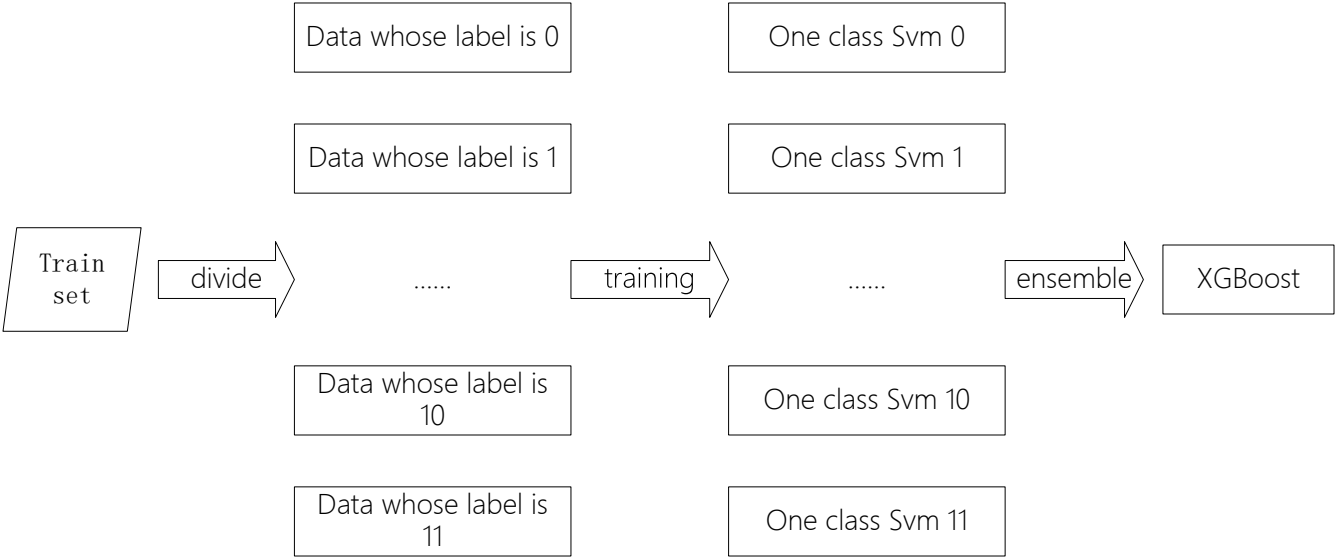 Data whose label is 0
One class Svm 0
Data whose label is 1
One class Svm 1
Train
set
divide
......
training
......
ensemble
XGBoost
Data whose label is
10
One class Svm 10
Data whose label is
11
One class Svm 11